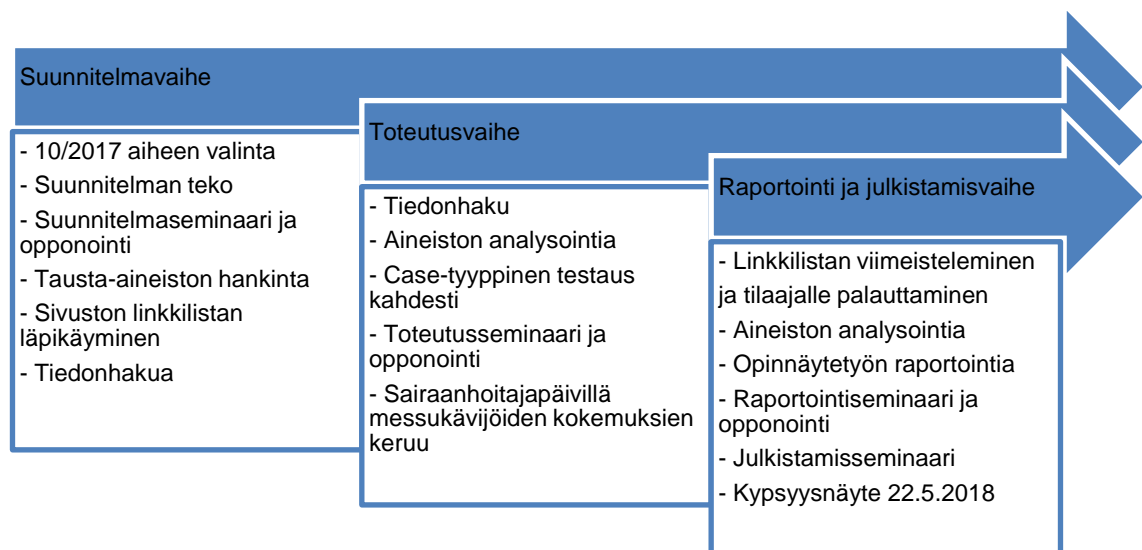 Suunnitelmavaihe
- 10/2017 aiheen valinta
- Suunnitelman teko
- Suunnitelmaseminaari ja
opponointi
- Tausta-aineiston hankinta
- Sivuston linkkilistan
läpikäyminen
- Tiedonhakua
Toteutusvaihe
- Tiedonhaku
- Aineiston analysointia
- Case-tyyppinen testaus
kahdesti
- Toteutusseminaari ja
opponointi
- Sairaanhoitajapäivillä
messukävijöiden kokemuksien
keruu
Raportointi ja julkistamisvaihe
- Linkkilistan viimeisteleminen
ja tilaajalle palauttaminen
- Aineiston analysointia
- Opinnäytetyön raportointia
- Raportointiseminaari ja
opponointi
- Julkistamisseminaari
- Kypsyysnäyte 22.5.2018